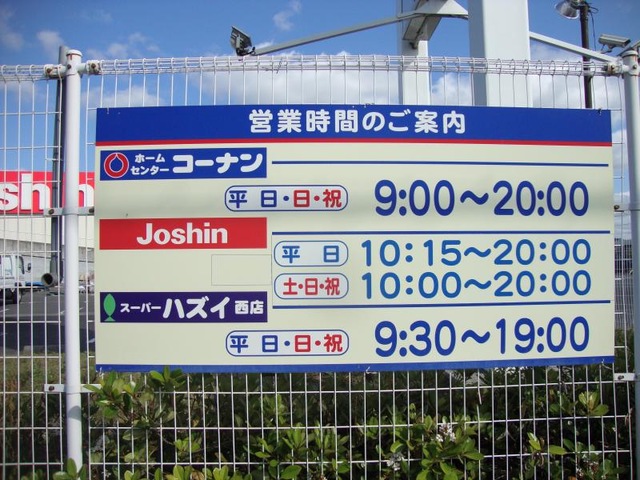 営業時間のご案内
ホームセンター コーナン
平日・日・祝 9:00～20:00
Joshin
平日 10:15～20:00
土・日・祝 10:00～20:00
スーパーハズイ西店
平日・日・祝 9:30～19:00
shin